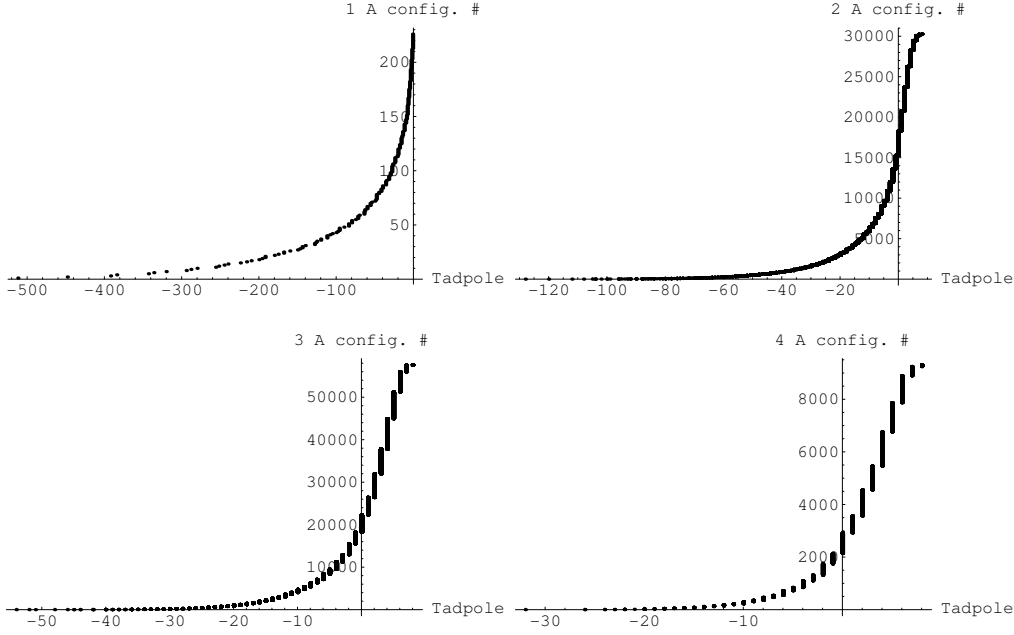 1 A config. #
200
150
100
50
-500 -400 -300 -200 -100
Tadpole
2 A config. #
30000
25000
20000
15000
10000
5000
-120 -100 -80 -60 -40 -20
Tadpole
3 A config. #
50000
40000
30000
20000
10000
-50 -40 -30 -20 -10
Tadpole
4 A config. #
8000
6000
4000
2000
-30 -20 -10
Tadpole